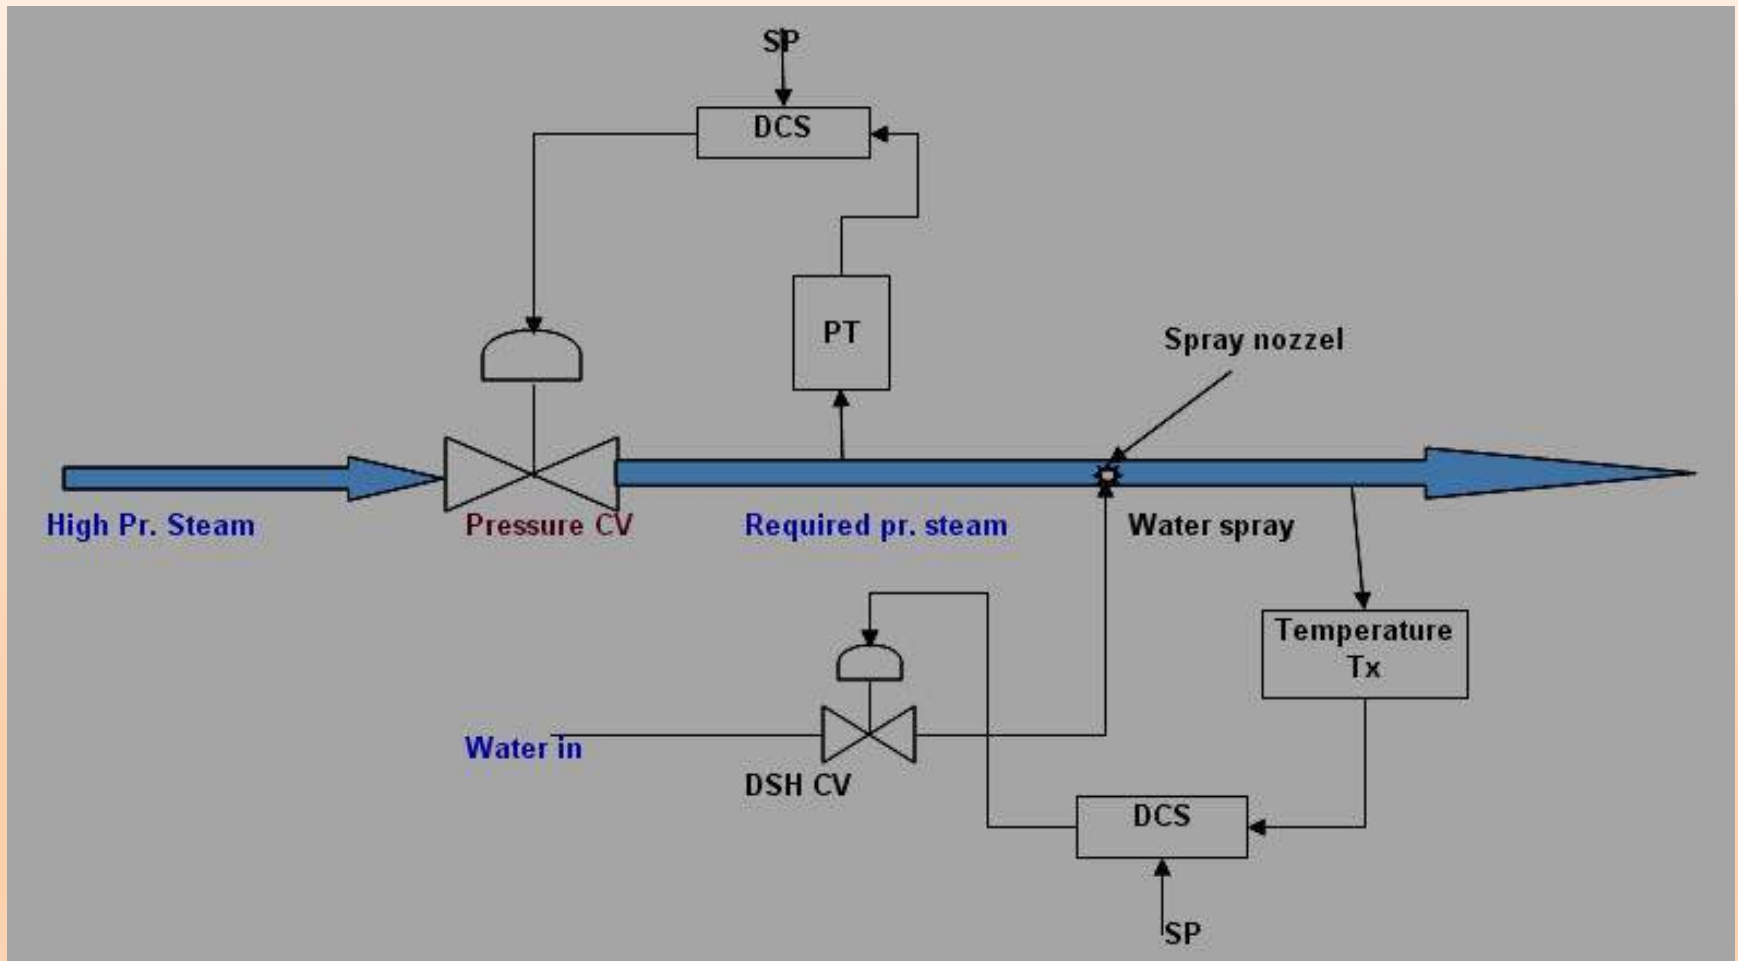 SP
DCS
PT
Spray nozzel
High Pr. Steam
Pressure CV
Required pr. steam
Water spray
Temperature
Tx
Water in
DSH CV
DCS
SP